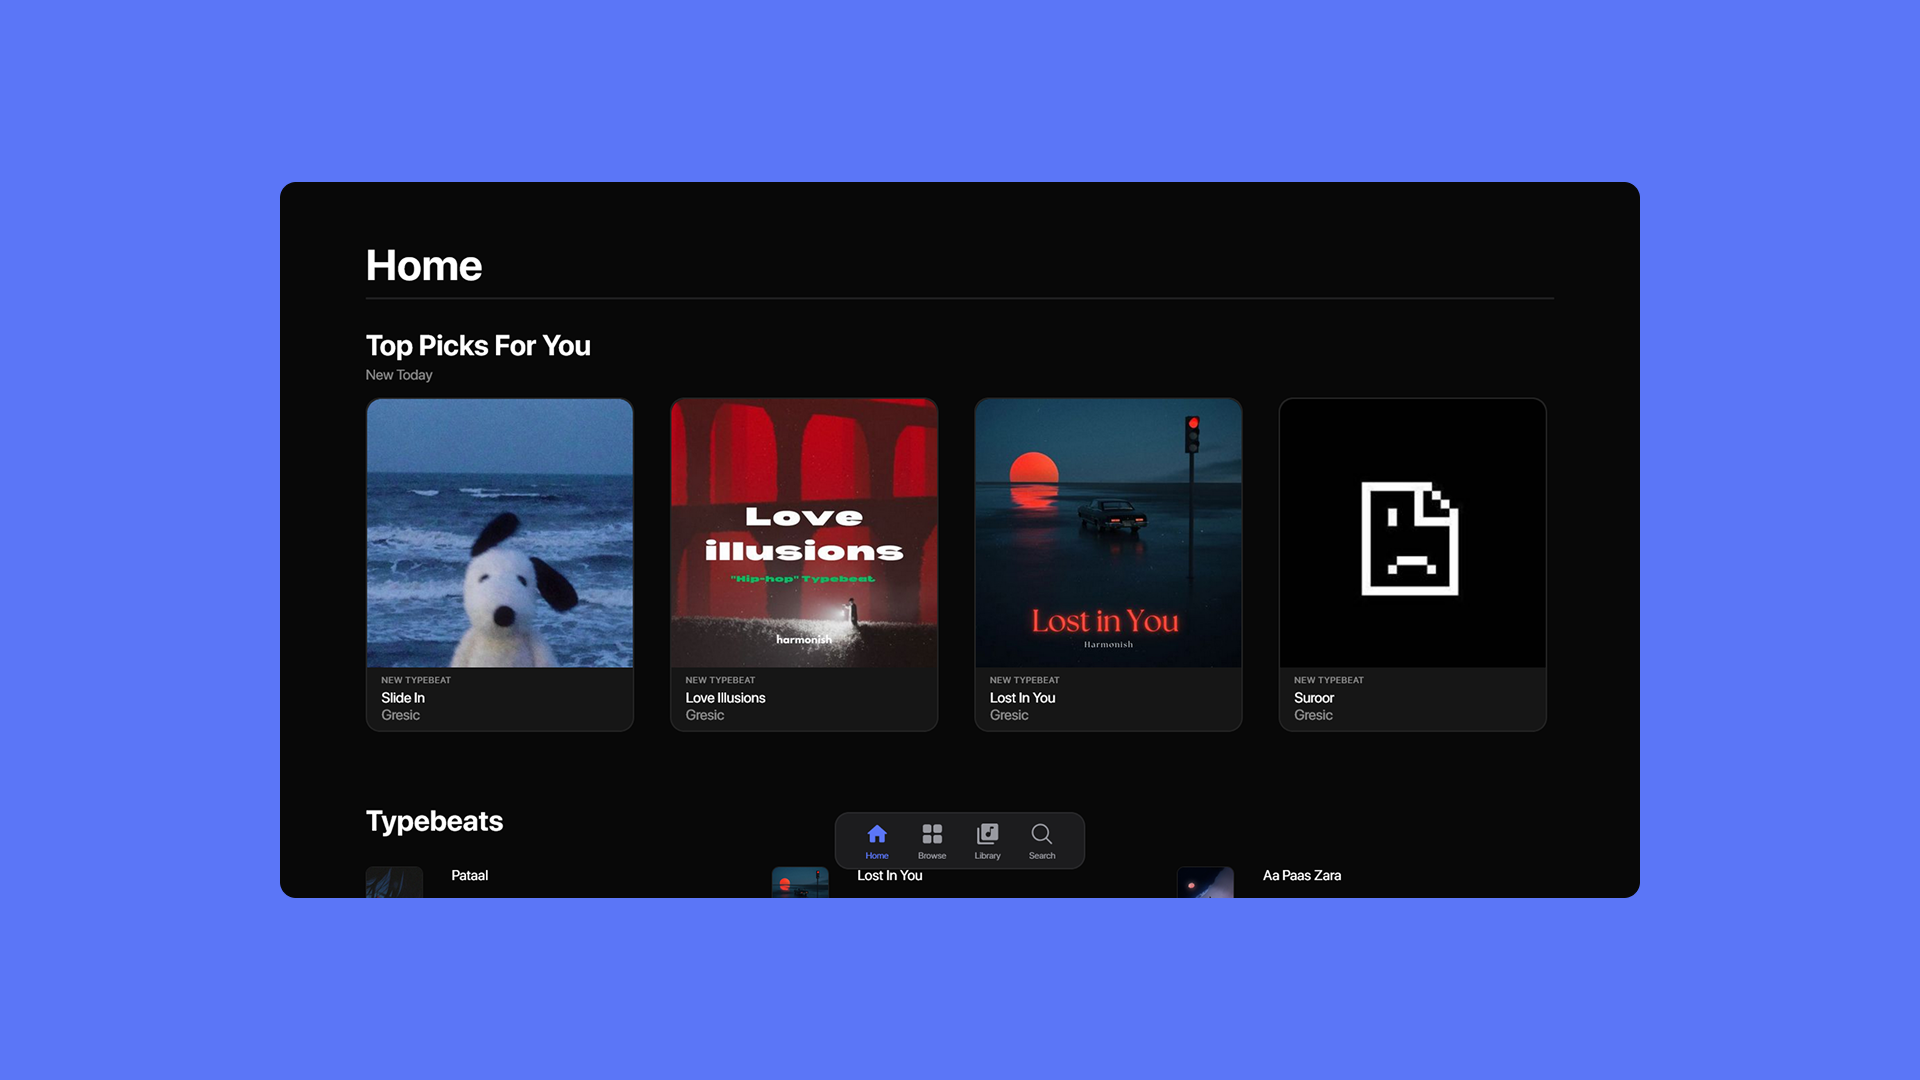 Home
Top Picks For You
New Today
Love
illusions
"Hip-hop" Typebeat
harmonish
Lost in You
Harmonish
NEW TYPEBEAT
Slide In
Gresic
NEW TYPEBEAT
Love Illusions
Gresic
NEW TYPEBEAT
Lost In You
Gresic
NEW TYPEBEAT
Suroor
Gresic
Typebeats
Home
Browse
Library
Search
Pataal
Lost In You
Aa Paas Zara